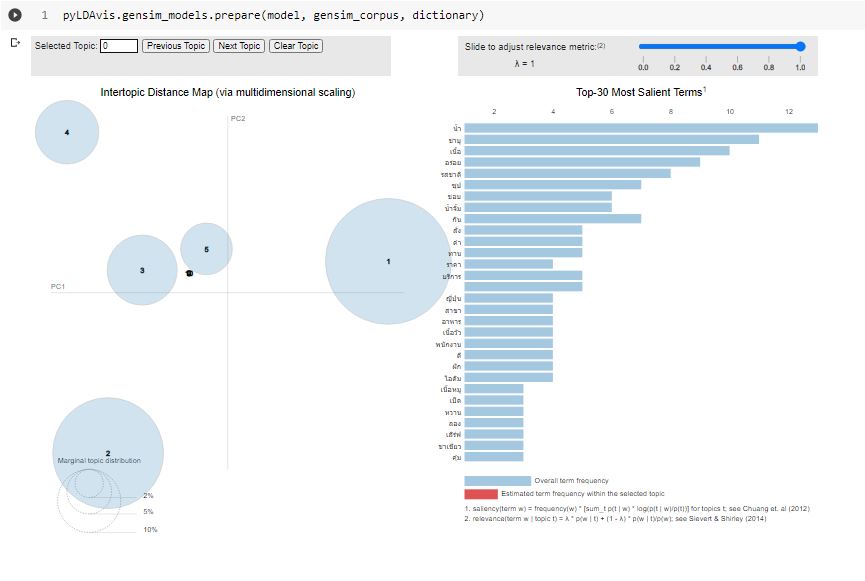 1 pyLDAvis.gensim_models.prepare(model, gensim_corpus, dictionary)
Selected Topic: 0 Previous Topic Next Topic Clear Topic
Slide to adjust relevance metric:(2)
λ = 1
0.0 0.2 0.4 0.6 0.8 1.0
Intertopic Distance Map (via multidimensional scaling)
PC2
PC1
4
5
3
1
2
Marginal topic distribution
2%
5%
10%
Top-30 Most Salient Terms1
2 4 6 8 10 12
น้ำ
ชาบู
เนื้อ
อร่อย
รสชาติ
ซุป
ชอบ
น้ำจิ้ม
กิน
สั่ง
ค่า
ทาน
ราคา
บริการ
ญี่ปุ่น
สาขา
อาหาร
เนื้อวัว
พนักงาน
ดี
ผัก
ไอติม
เนื้อหมู
เป็ด
หวาน
ลอง
เสิร์ฟ
ชาเขียว
คุ้ม
Overall term frequency
Estimated term frequency within the selected topic
1. saliency(term w) = frequency(w) * [sum_t p(t | w) * log(p(t | w)/p(t))] for topics t; see Chuang et. al (2012)
2. relevance(term w | topic t) = λ * p(w | t) + (1 - λ) * p(w | t)/p(w); see Sievert & Shirley (2014)